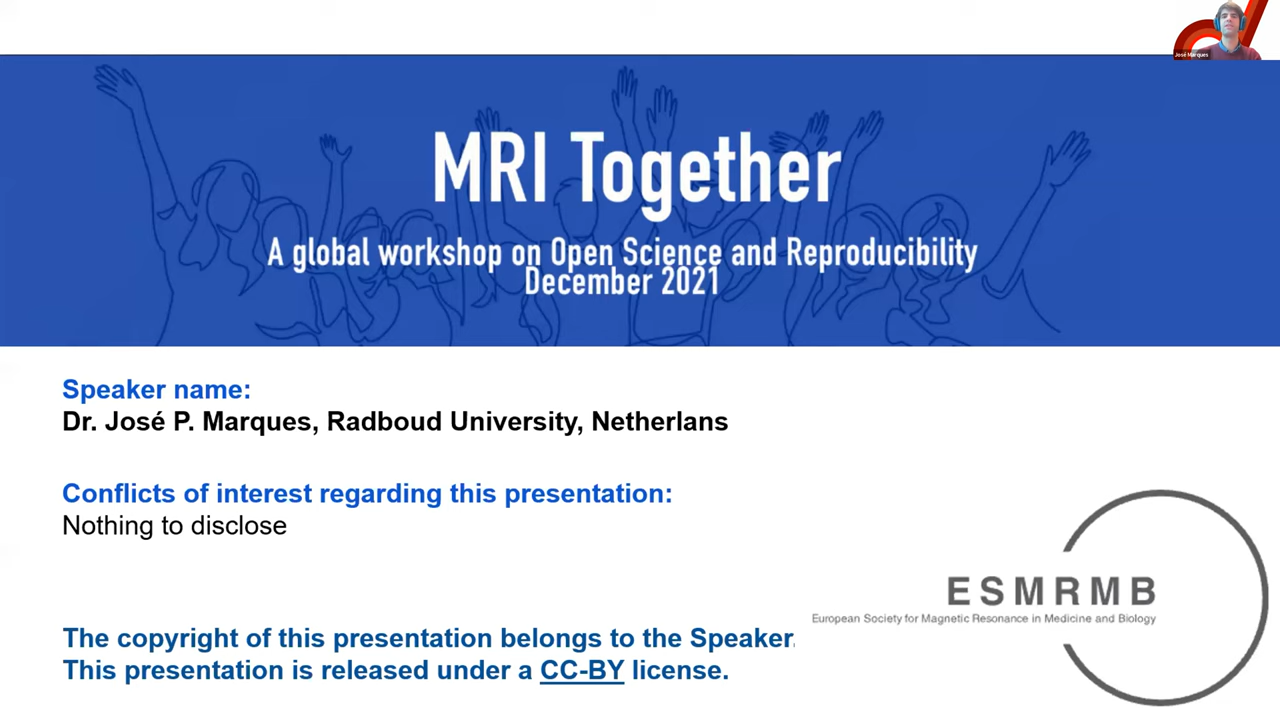 José Marques
MRI Together
A global workshop on Open Science and Reproducibility
December 2021
Speaker name:
Dr. José P. Marques, Radboud University, Netherlans
Conflicts of interest regarding this presentation:
Nothing to disclose
ESMRMB
European Society for Magnetic Resonance in Medicine and Biology
The copyright of this presentation belongs to the Speaker.
This presentation is released under a CC-BY license.